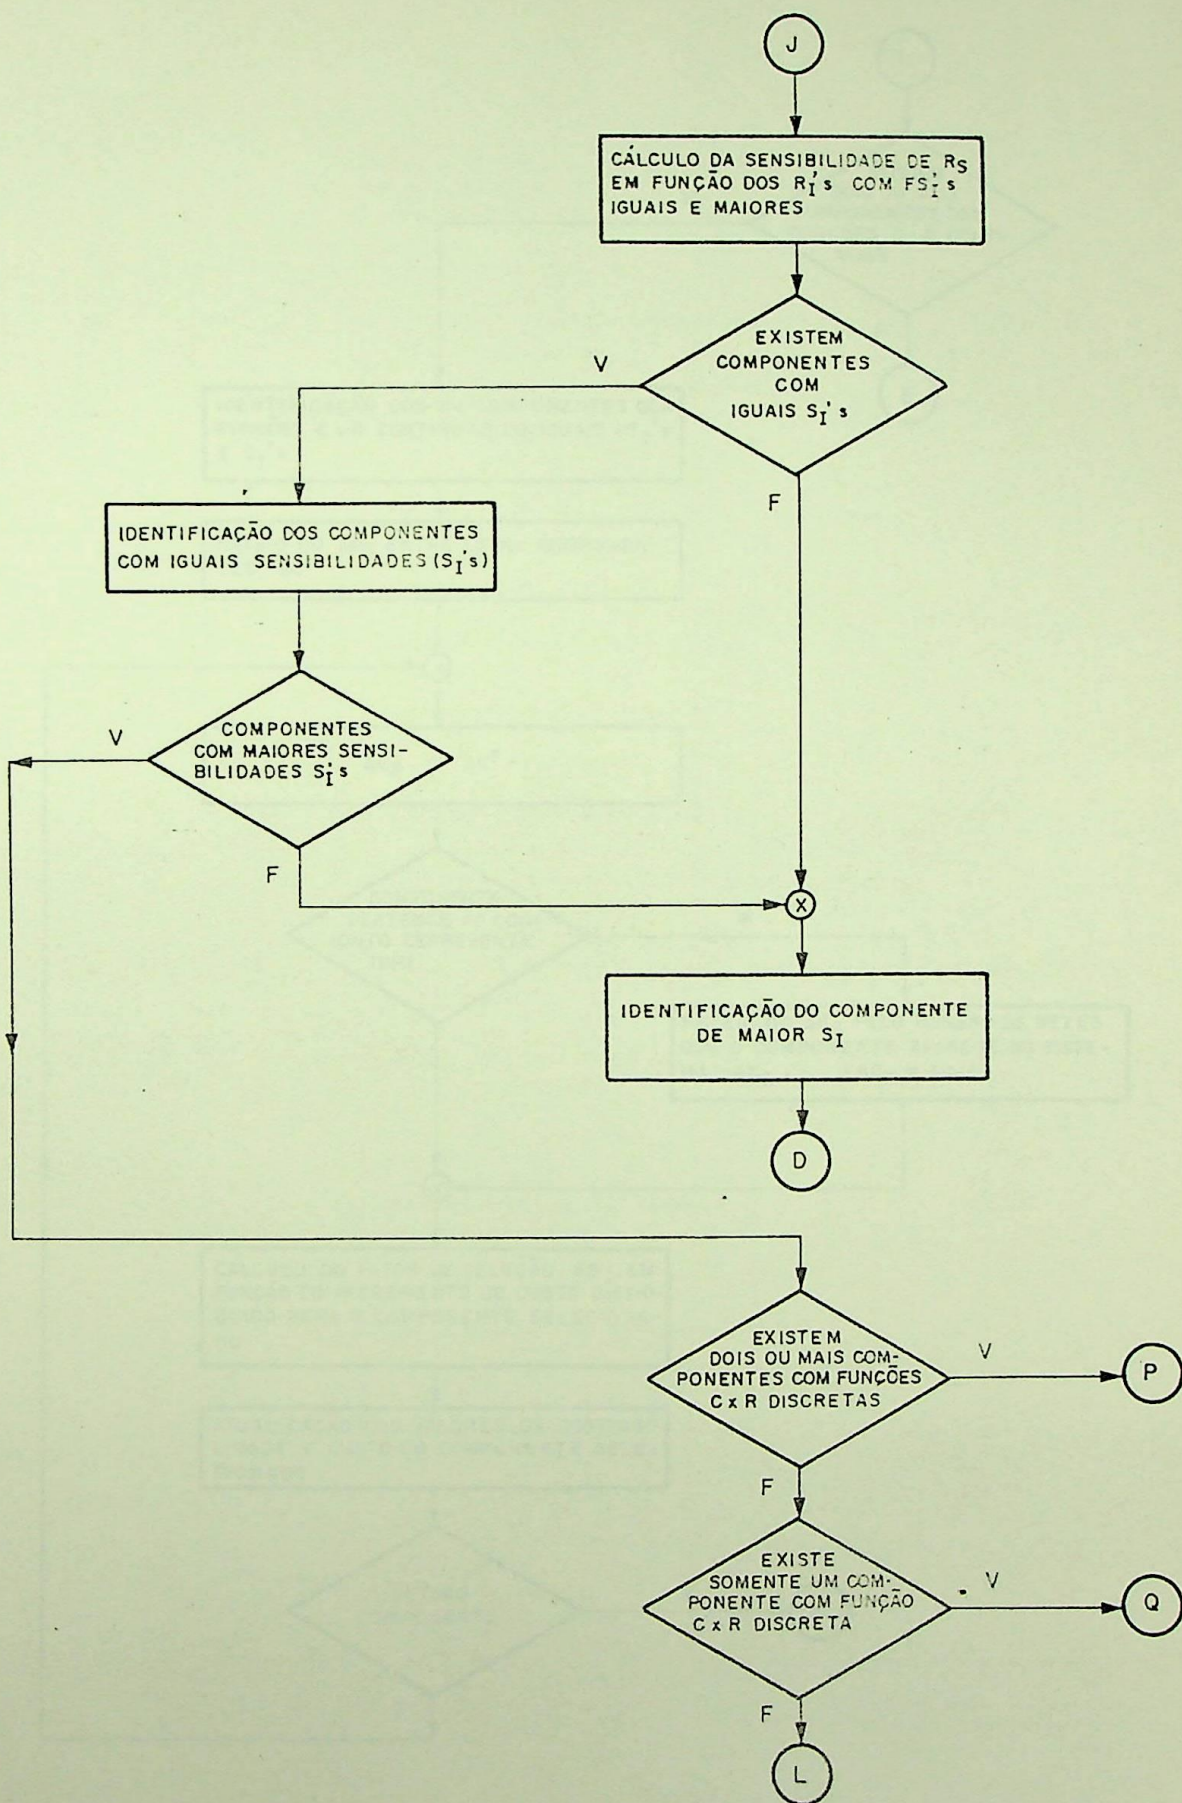 J
CÁLCULO DA SENSIBILIDADE DE RS
EM FUNÇÃO DOS RI's COM FSI's
IGUAIS E MAIORES
EXISTEM
COMPONENTES
COM
IGUAIS SI's
V
F
IDENTIFICAÇÃO DOS COMPONENTES
COM IGUAIS SENSIBILIDADES (SI's)
COMPONENTES
COM MAIORES SENSI-
BILIDADES SI's
V
F
X
IDENTIFICAÇÃO DO COMPONENTE
DE MAIOR SI
D
EXISTEM
DOIS OU MAIS COM-
PONENTES COM FUNÇÕES
C x R DISCRETAS
V
P
F
EXISTE
SOMENTE UM COM-
PONENTE COM FUNÇÃO
C x R DISCRETA
V
Q
F
L